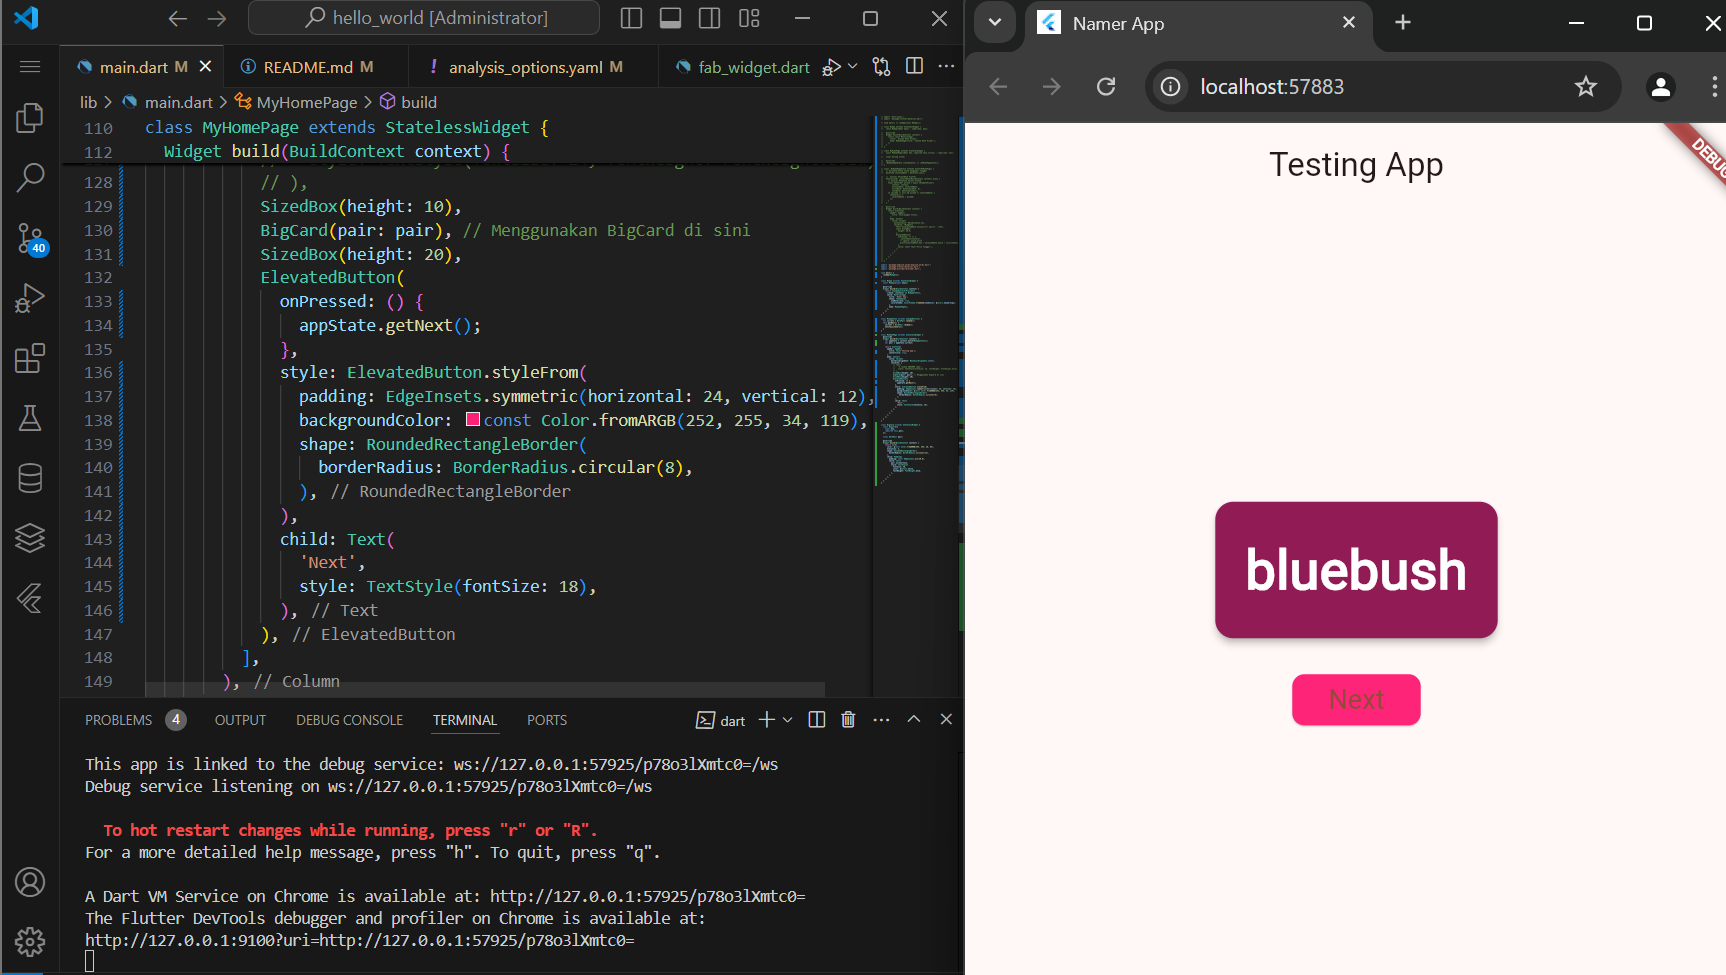 hello_world [Administrator]
main.dart M
README.md M
! analysis_options.yaml M
fab_widget.dart
lib > main.dart > MyHomePage > build
110 class MyHomePage extends StatelessWidget {
112 Widget build(BuildContext context) {
128 // ),
129 SizedBox(height: 10),
130 BigCard(pair: pair), // Menggunakan BigCard di sini
131 SizedBox(height: 20),
132 ElevatedButton(
133 onPressed: () {
134 appState.getNext();
135 },
136 style: ElevatedButton.styleFrom(
137 padding: EdgeInsets.symmetric(horizontal: 24, vertical: 12),
138 backgroundColor: const Color.fromARGB(252, 255, 34, 119),
139 shape: RoundedRectangleBorder(
140 borderRadius: BorderRadius.circular(8),
141 ), // RoundedRectangleBorder
142 ),
143 child: Text(
144 'Next',
145 style: TextStyle(fontSize: 18),
146 ), // Text
147 ), // ElevatedButton
148 ],
149 ), // Column
40
PROBLEMS 4 OUTPUT DEBUG CONSOLE TERMINAL PORTS
dart
This app is linked to the debug service: ws://127.0.0.1:57925/p78o3lXmtc0=/ws
Debug service listening on ws://127.0.0.1:57925/p78o3lXmtc0=/ws
To hot restart changes while running, press "r" or "R".
For a more detailed help message, press "h". To quit, press "q".
A Dart VM Service on Chrome is available at: http://127.0.0.1:57925/p78o3lXmtc0=
The Flutter DevTools debugger and profiler on Chrome is available at:
http://127.0.0.1:9100?uri=http://127.0.0.1:57925/p78o3lXmtc0=
Namer App
localhost:57883
Testing App
DEBUG
bluebush
Next